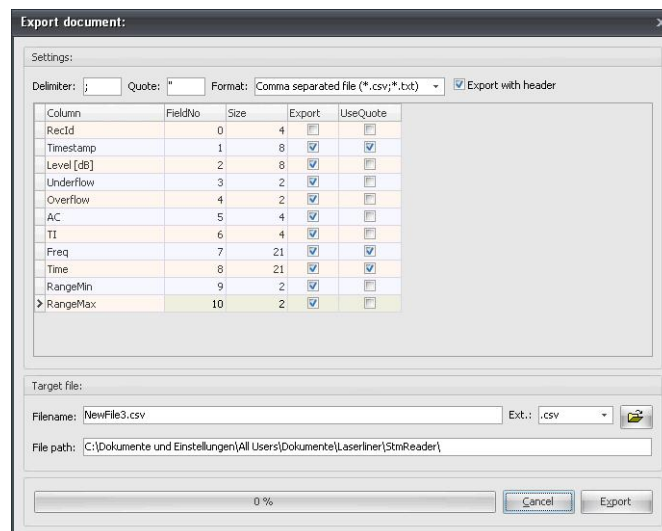 Export document:
Settings:
Delimiter: ; Quote: " Format: Comma separated file (*.csv;*.txt) Export with header
Column FieldNo Size Export UseQuote
RecId 0 4
Timestamp 1 8
Level [dB] 2 8
Underflow 3 2
Overflow 4 2
AC 5 4
TI 6 4
Freq 7 21
Time 8 21
RangeMin 9 2
RangeMax 10 2
Target file:
Filename: NewFile3.csv Ext.: .csv
File path: C:\Dokumente und Einstellungen\All Users\Dokumente\Laserliner\StmReader\
0 % Cancel Export